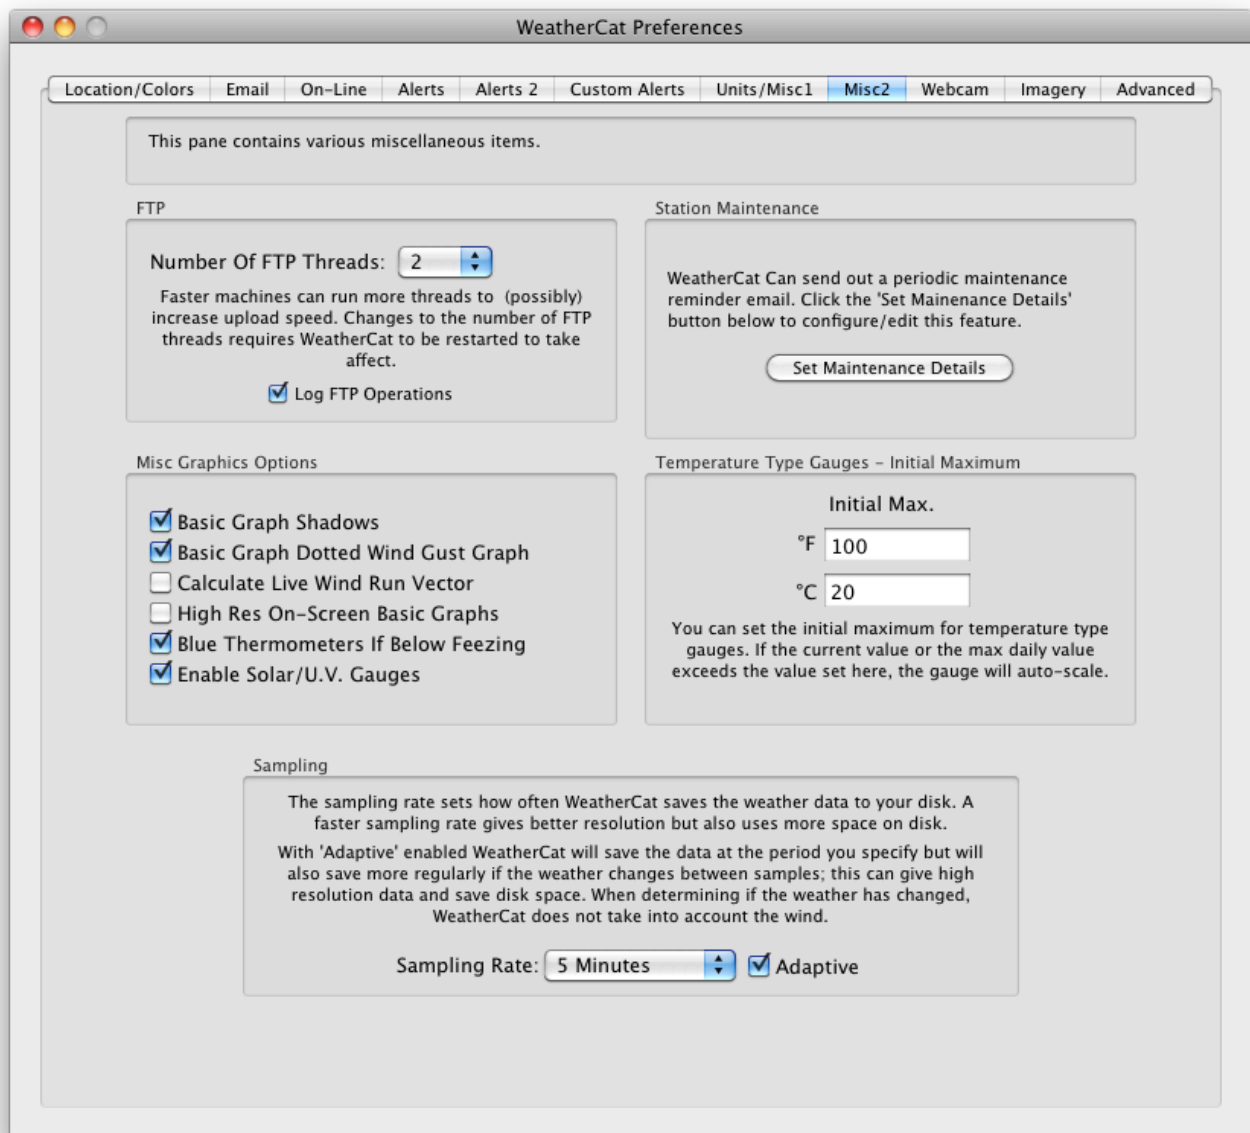 WeatherCat Preferences
Location/Colors Email On-Line Alerts Alerts 2 Custom Alerts Units/Misc1 Misc2 Webcam Imagery Advanced
This pane contains various miscellaneous items.
FTP
Number Of FTP Threads: 2
Faster machines can run more threads to (possibly)
increase upload speed. Changes to the number of FTP
threads requires WeatherCat to be restarted to take
affect.
Log FTP Operations
Station Maintenance
WeatherCat Can send out a periodic maintenance
reminder email. Click the 'Set Mainenance Details'
button below to configure/edit this feature.
Set Maintenance Details
Misc Graphics Options
Basic Graph Shadows
Basic Graph Dotted Wind Gust Graph
Calculate Live Wind Run Vector
High Res On-Screen Basic Graphs
Blue Thermometers If Below Feezing
Enable Solar/U.V. Gauges
Temperature Type Gauges - Initial Maximum
Initial Max.
°F 100
°C 20
You can set the initial maximum for temperature type
gauges. If the current value or the max daily value
exceeds the value set here, the gauge will auto-scale.
Sampling
The sampling rate sets how often WeatherCat saves the weather data to your disk. A
faster sampling rate gives better resolution but also uses more space on disk.
With 'Adaptive' enabled WeatherCat will save the data at the period you specify but will
also save more regularly if the weather changes between samples; this can give high
resolution data and save disk space. When determining if the weather has changed,
WeatherCat does not take into account the wind.
Sampling Rate: 5 Minutes Adaptive